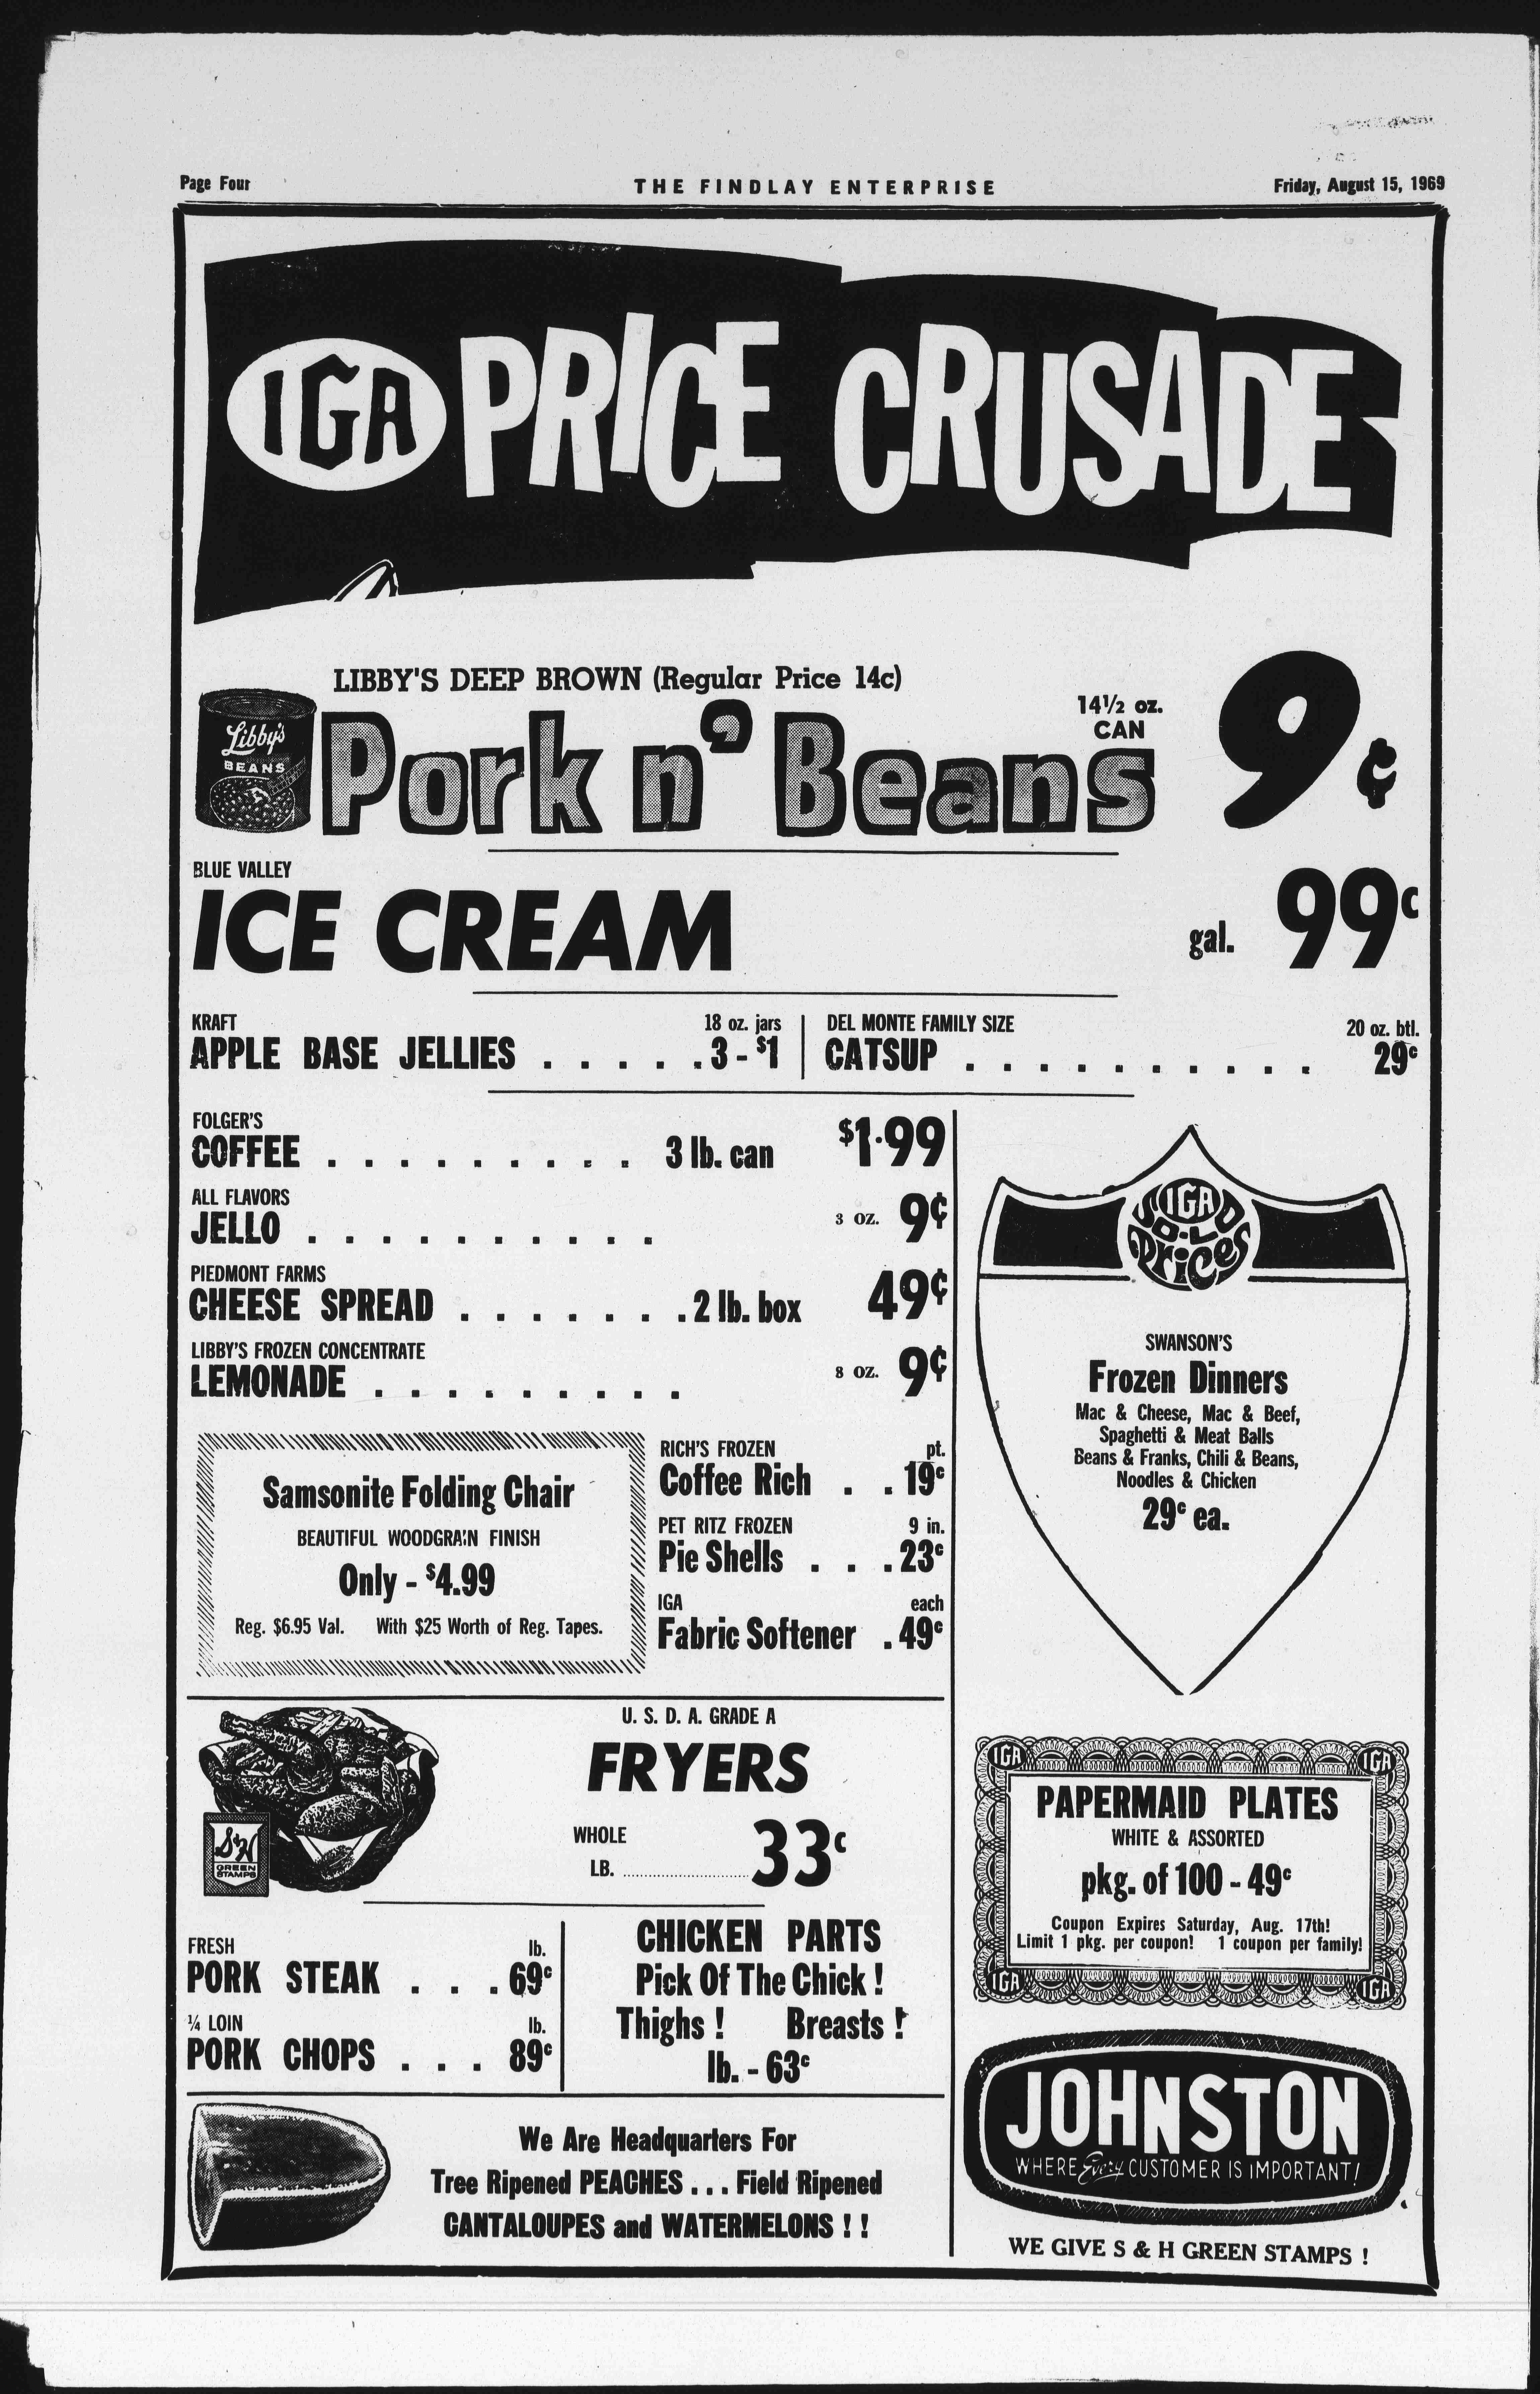 Page Four
THE FINDLAY ENTERPRISE
Friday, August 15, 1969
IGA PRICE CRUSADE
LIBBY'S DEEP BROWN (Regular Price 14c)
Libby's
BEANS
Pork n' Beans
14½ oz.
CAN
9¢
BLUE VALLEY
ICE CREAM
gal. 99c
KRAFT
18 oz. jars
APPLE BASE JELLIES . . . . . . 3 - $1
DEL MONTE FAMILY SIZE
20 oz. btl.
CATSUP . . . . . . . . . . 29c
FOLGER'S
COFFEE . . . . . . . . . 3 lb. can $1.99
ALL FLAVORS
JELLO . . . . . . . . . . 3 OZ. 9¢
PIEDMONT FARMS
CHEESE SPREAD . . . . . . . 2 lb. box 49¢
LIBBY'S FROZEN CONCENTRATE
LEMONADE . . . . . . . . . 8 OZ. 9¢
IGA
SO-LO
Prices
SWANSON'S
Frozen Dinners
Mac & Cheese, Mac & Beef,
Spaghetti & Meat Balls
Beans & Franks, Chili & Beans,
Noodles & Chicken
29c ea.
Samsonite Folding Chair
BEAUTIFUL WOODGRAIN FINISH
Only - $4.99
Reg. $6.95 Val. With $25 Worth of Reg. Tapes.
RICH'S FROZEN pt.
Coffee Rich . . 19c
PET RITZ FROZEN 9 in.
Pie Shells . . . 23c
IGA each
Fabric Softener . 49c
U. S. D. A. GRADE A
FRYERS
WHOLE
LB. .......................... 33c
S&H
GREEN
STAMPS
FRESH lb.
PORK STEAK . . . 69c
¼ LOIN lb.
PORK CHOPS . . . 89c
CHICKEN PARTS
Pick Of The Chick !
Thighs ! Breasts !
lb. - 63c
We Are Headquarters For
Tree Ripened PEACHES . . . Field Ripened
CANTALOUPES and WATERMELONS ! !
IGA IGA
PAPERMAID PLATES
WHITE & ASSORTED
pkg. of 100 - 49c
Coupon Expires Saturday, Aug. 17th!
Limit 1 pkg. per coupon! 1 coupon per family!
IGA IGA
JOHNSTON
WHERE Every CUSTOMER IS IMPORTANT!
WE GIVE S & H GREEN STAMPS !